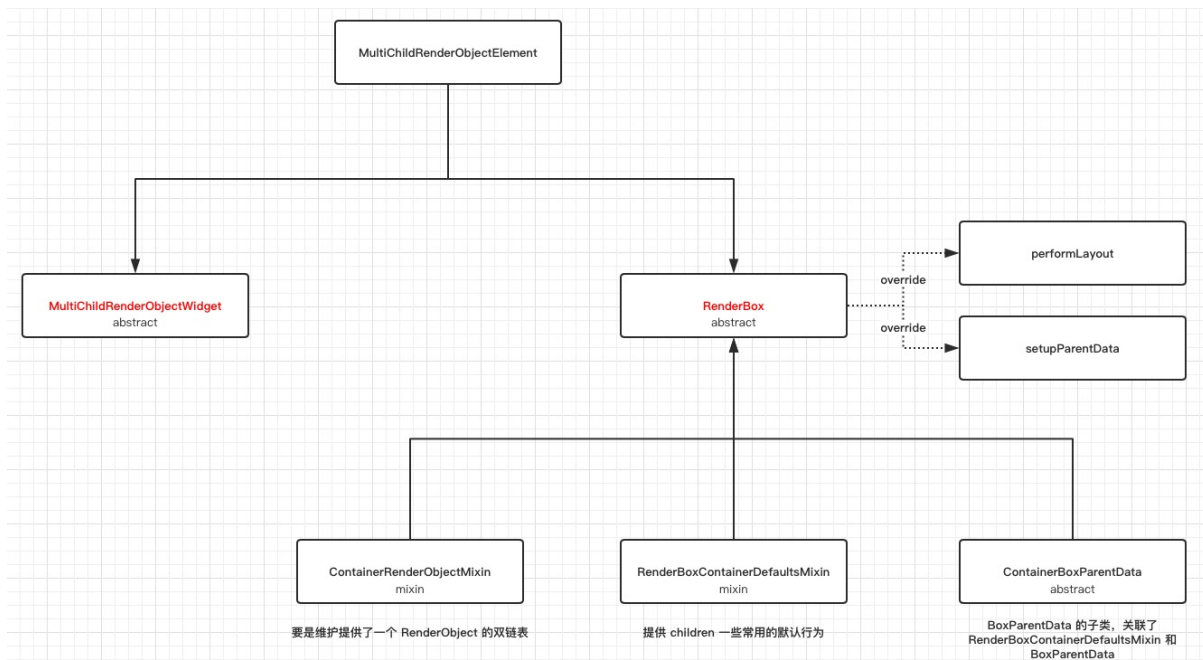 MultiChildRenderObjectElement
MultiChildRenderObjectWidget
abstract
RenderBox
abstract
override
override
performLayout
setupParentData
ContainerRenderObjectMixin
mixin
RenderBoxContainerDefaultsMixin
mixin
ContainerBoxParentData
abstract
要是维护提供了一个 RenderObject 的双链表
提供 children 一些常用的默认行为
BoxParentData 的子类，关联了
RenderBoxContainerDefaultsMixin 和
BoxParentData